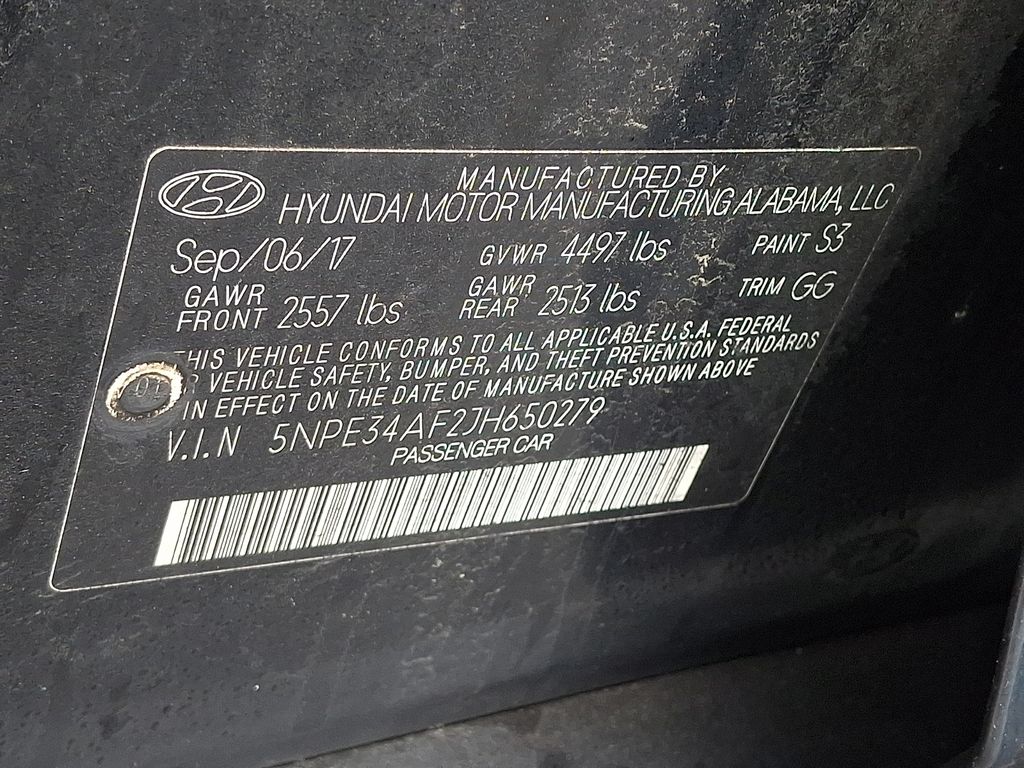 MANUFACTURED BY
HYUNDAI MOTOR MANUFACTURING ALABAMA, LLC
Sep/06/17 GVWR 4497 lbs PAINT S3
GAWR FRONT 2557 lbs GAWR REAR 2513 lbs TRIM GG
THIS VEHICLE CONFORMS TO ALL APPLICABLE U.S.A. FEDERAL
VEHICLE SAFETY, BUMPER, AND THEFT PREVENTION STANDARDS
IN EFFECT ON THE DATE OF MANUFACTURE SHOWN ABOVE
V.I.N 5NPE34AF2JH650279
PASSENGER CAR